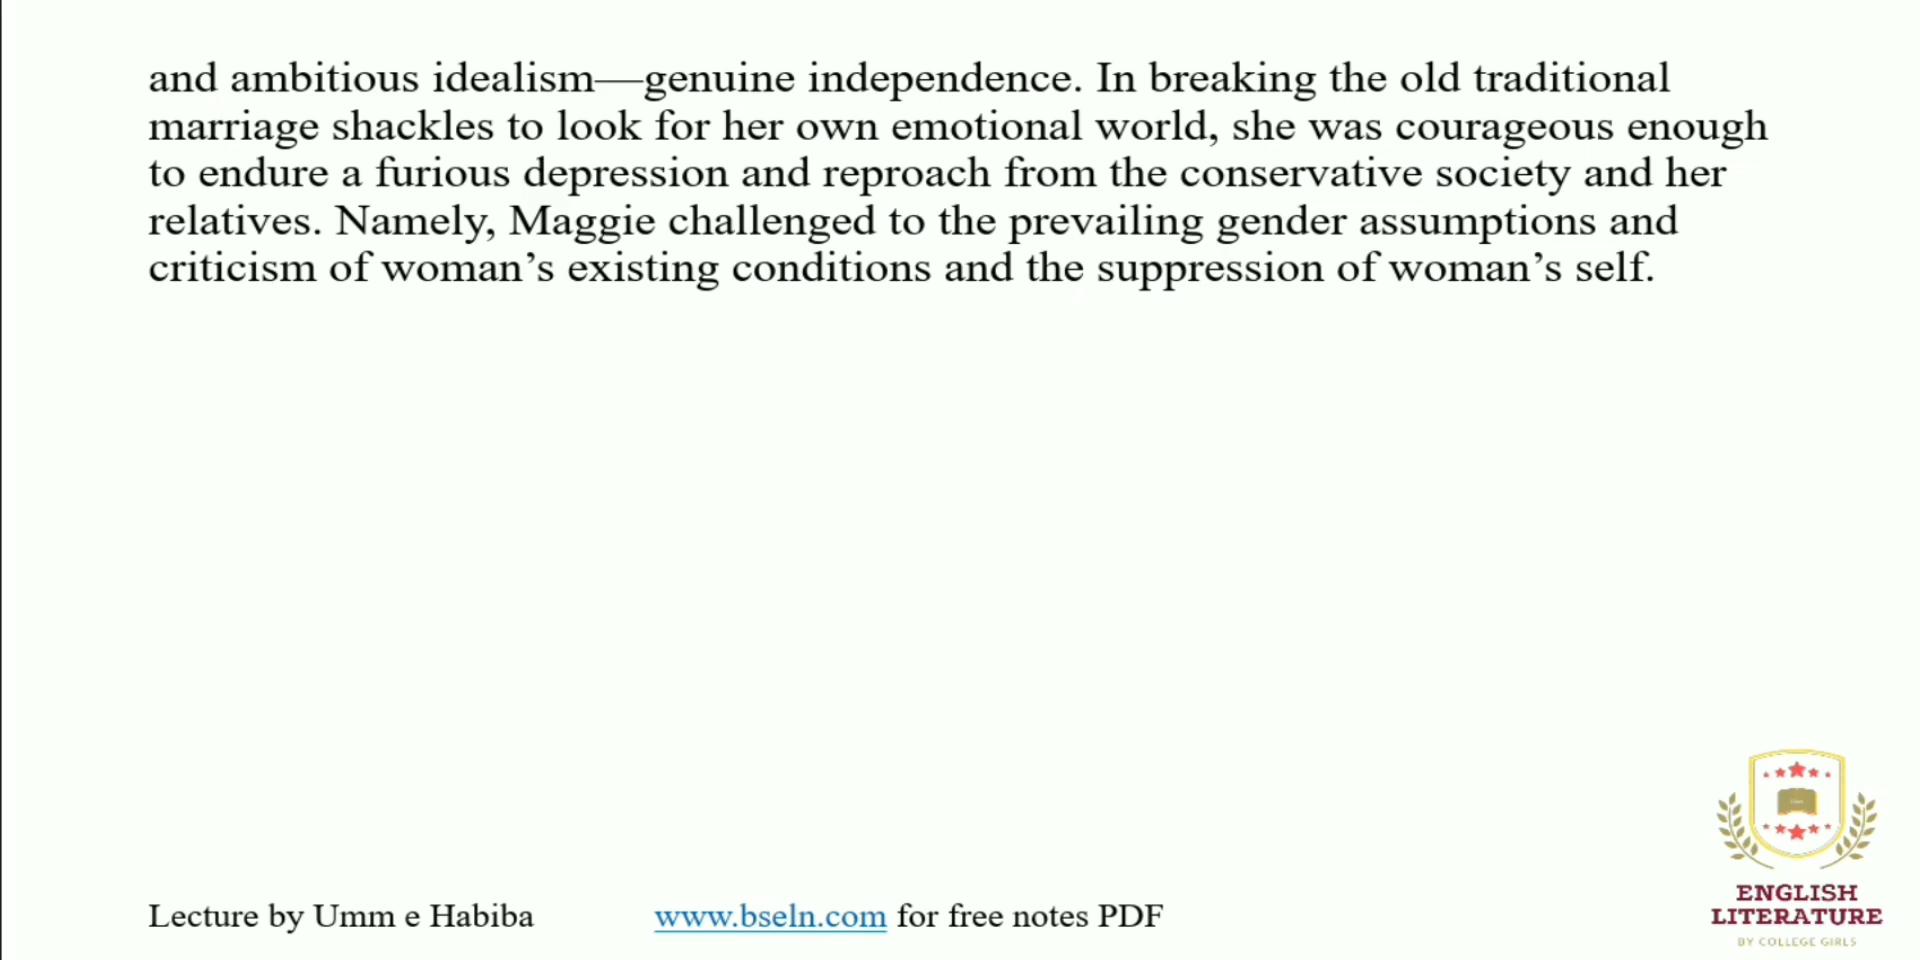 and ambitious idealism—genuine independence. In breaking the old traditional
marriage shackles to look for her own emotional world, she was courageous enough
to endure a furious depression and reproach from the conservative society and her
relatives. Namely, Maggie challenged to the prevailing gender assumptions and
criticism of woman’s existing conditions and the suppression of woman’s self.
Lecture by Umm e Habiba www.bseln.com for free notes PDF
ENGLISH
LITERATURE
BY COLLEGE GIRLS